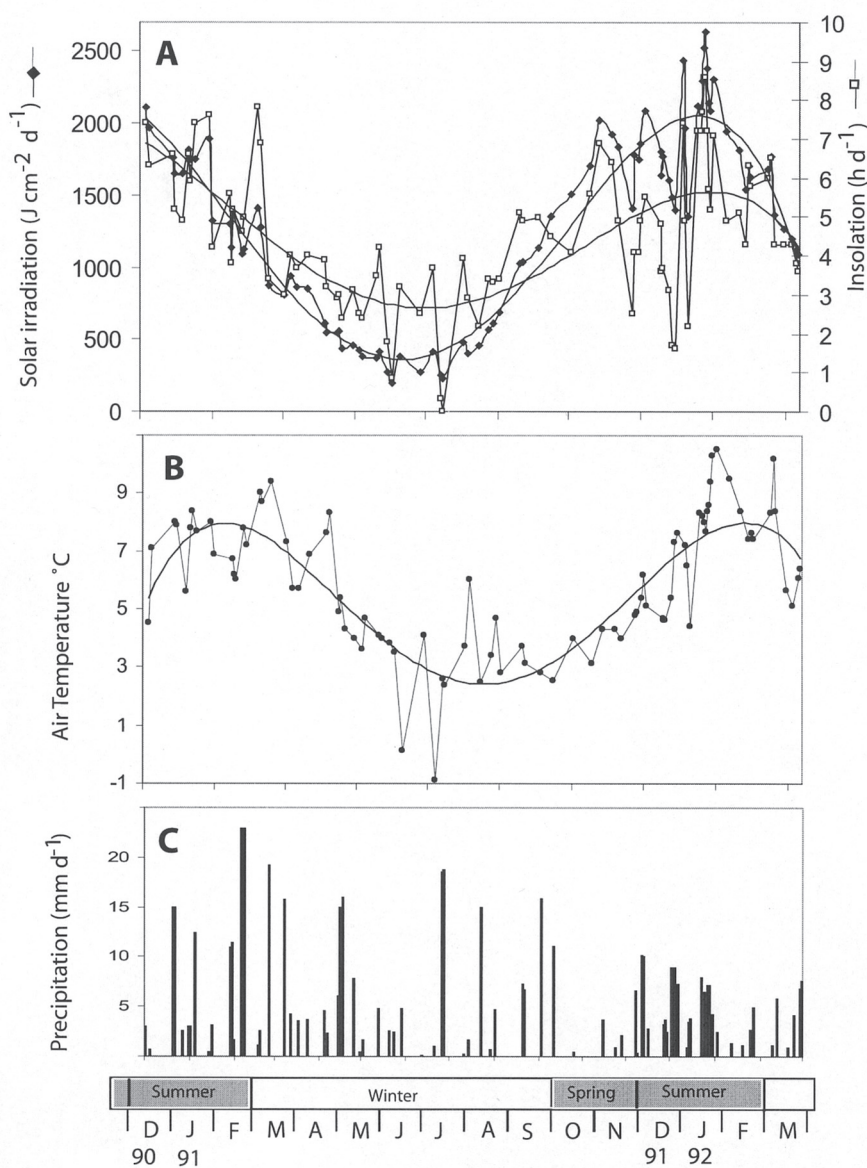 A
Solar irradiation (J cm⁻² d⁻¹)
2500
2000
1500
1000
500
0
Insolation (h d⁻¹)
10
9
8
7
6
5
4
3
2
1
0
B
Air Temperature °C
9
7
5
3
1
-1
C
Precipitation (mm d⁻¹)
20
15
10
5
Summer Winter Spring Summer
D J F M A M J J A S O N D J F M
90 91 91 92